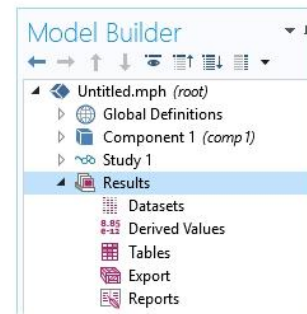 Model Builder
Untitled.mph (root)
Global Definitions
Component 1 (comp1)
Study 1
Results
Datasets
8.85
e-12 Derived Values
Tables
Export
Reports